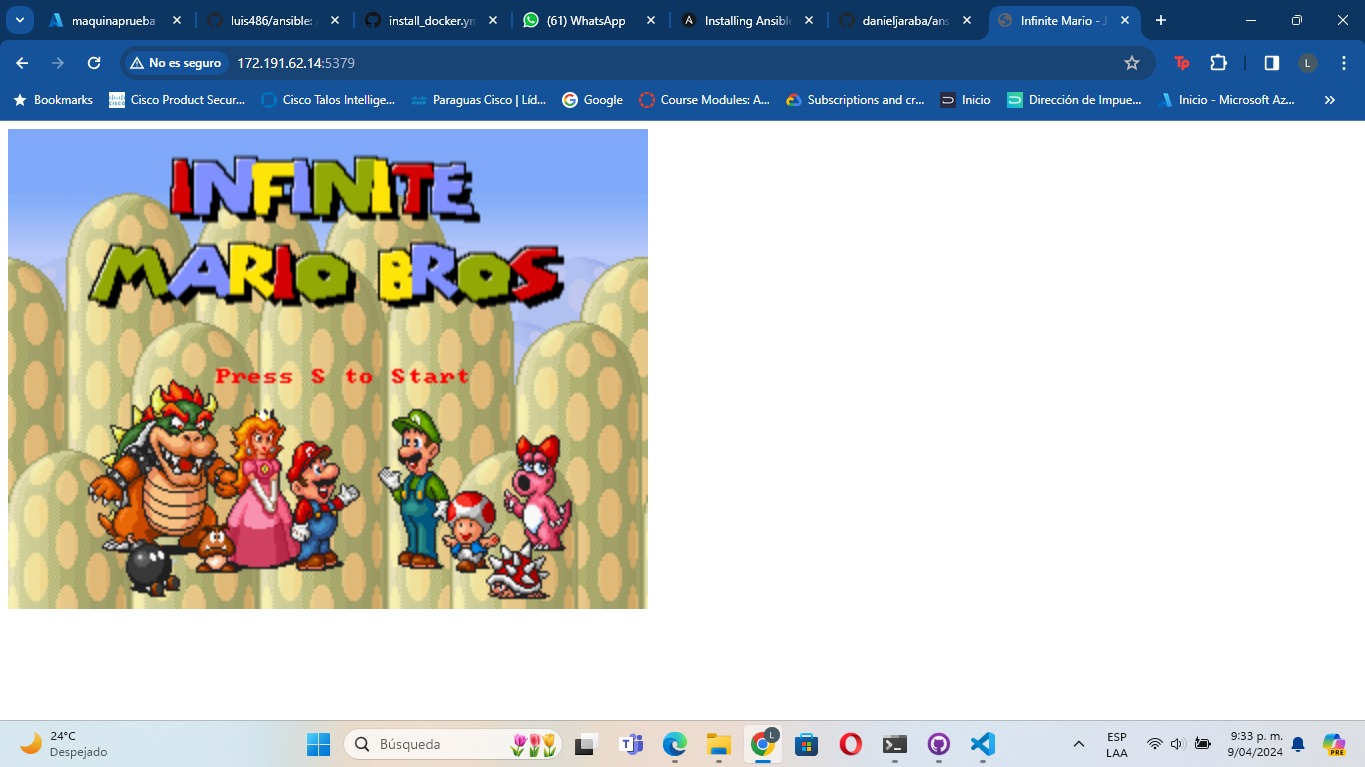 maquinaprueba
luis486/ansible:
install_docker.ym
(61) WhatsApp
Installing Ansible
danieljaraba/ans
Infinite Mario - J
No es seguro
172.191.62.14:5379
L
Bookmarks
Cisco Product Secur...
Cisco Talos Intellige...
Paraguas Cisco | Líd...
Google
Course Modules: A...
Subscriptions and cr...
Inicio
Dirección de Impue...
Inicio - Microsoft Az...
INFINITE
MARIO BROS
Press S to Start
24°C
Despejado
Búsqueda
L
ESP
LAA
9:33 p. m.
9/04/2024
PRE